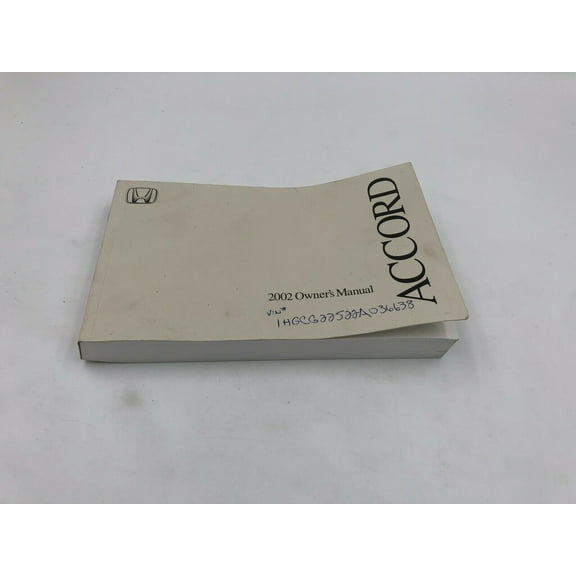 ACCORD
2002 Owner's Manual
VIN#
1HGCG22522A036638